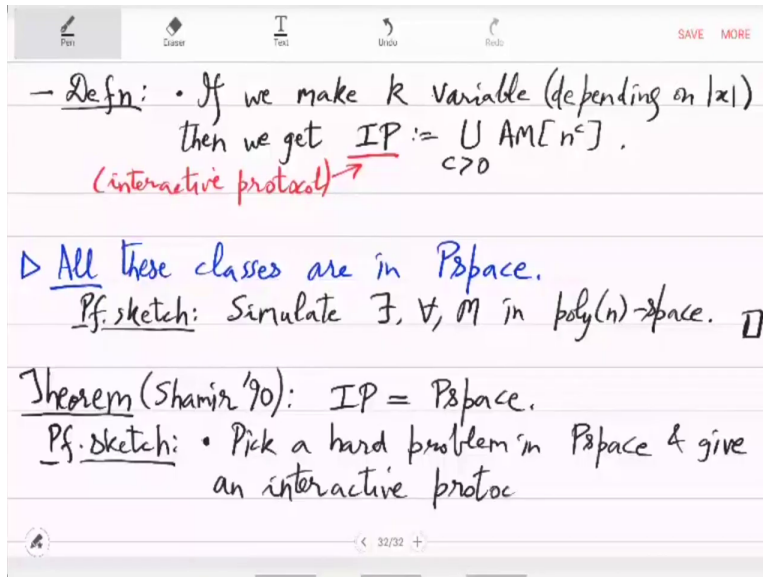 Pen Eraser Text Undo Redo SAVE MORE
- Defn: • If we make k variable (depending on |x|)
then we get IP := ∪ AM[n^c].
c>0
(interactive protocol)→
▷ All these classes are in Pspace.
Pf. sketch: Simulate ∃, ∀, M in poly(n)-space. □
Theorem (Shamir '90): IP = Pspace.
Pf. sketch: • Pick a hard problem in Pspace & give
an interactive protoc
< 32/32 +